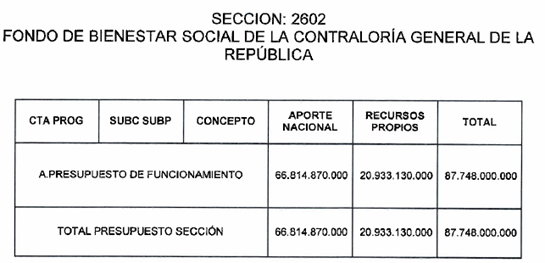 SECCION: 2602
FONDO DE BIENESTAR SOCIAL DE LA CONTRALORÍA GENERAL DE LA
REPÚBLICA
CTA PROG SUBC SUBP CONCEPTO APORTE NACIONAL RECURSOS PROPIOS TOTAL
A.PRESUPUESTO DE FUNCIONAMIENTO 66.814.870.000 20.933.130.000 87.748.000.000
TOTAL PRESUPUESTO SECCIÓN 66.814.870.000 20.933.130.000 87.748.000.000